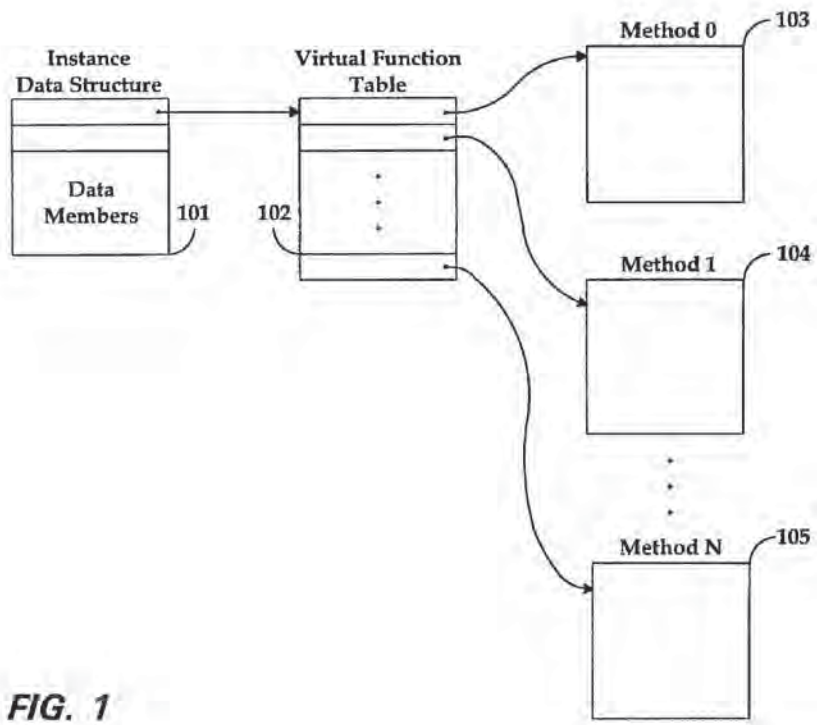 Instance
Data Structure
Data
Members
101
Virtual Function
Table
102
Method 0
103
Method 1
104
Method N
105
FIG. 1